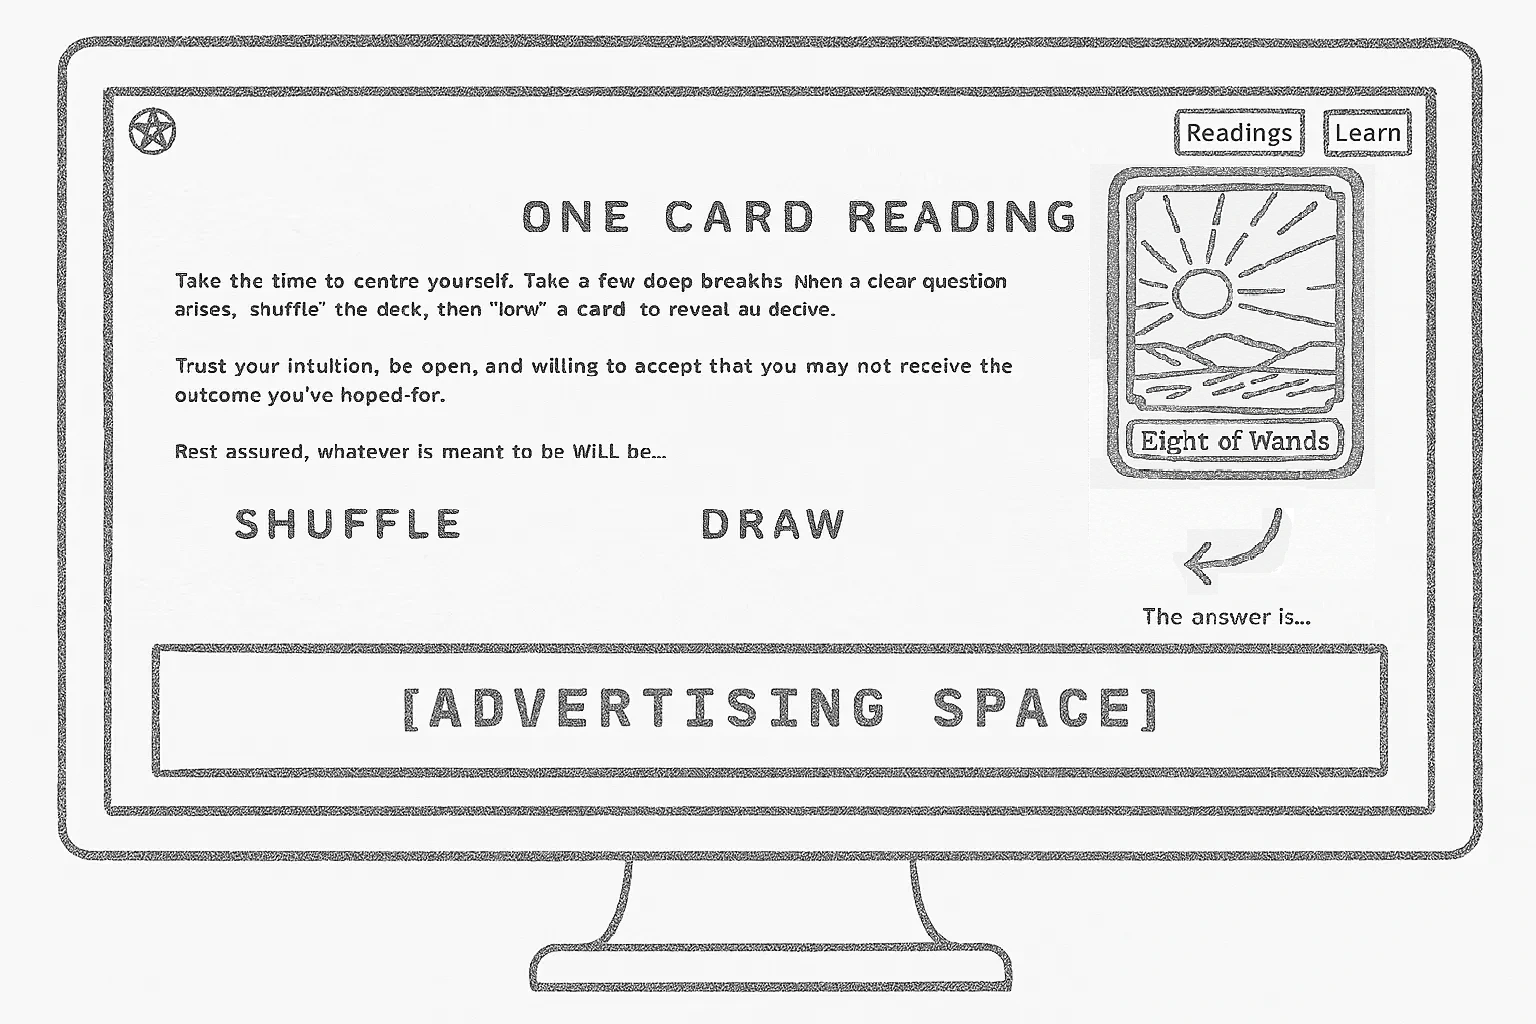 Readings Learn
ONE CARD READING
Take the time to centre yourself. Take a few doep breakhs Nhen a clear question
arises, shuffle" the deck, then "lorw" a card to reveal au decive.
Trust your intultion, be open, and willing to accept that you may not receive the
outcome you've hoped-for.
Rest assured, whatever is meant to be WiLL be...
Eight of Wands
SHUFFLE DRAW
The answer is...
[ADVERTISING SPACE]